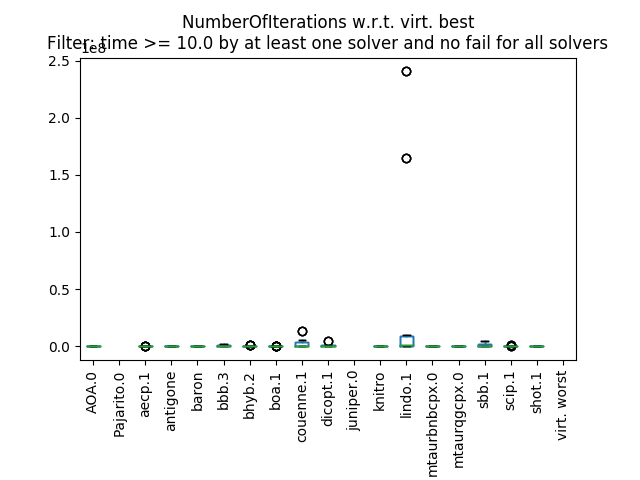 NumberOfIterations w.r.t. virt. best
Filter: time >= 10.0 by at least one solver and no fail for all solvers
1e8
2.5
2.0
1.5
1.0
0.5
0.0
AOA.0
Pajarito.0
aecp.1
antigone
baron
bbb.3
bhyb.2
boa.1
couenne.1
dicopt.1
juniper.0
knitro
lindo.1
mtaurbnbcpx.0
mtaurqgcpx.0
sbb.1
scip.1
shot.1
virt. worst